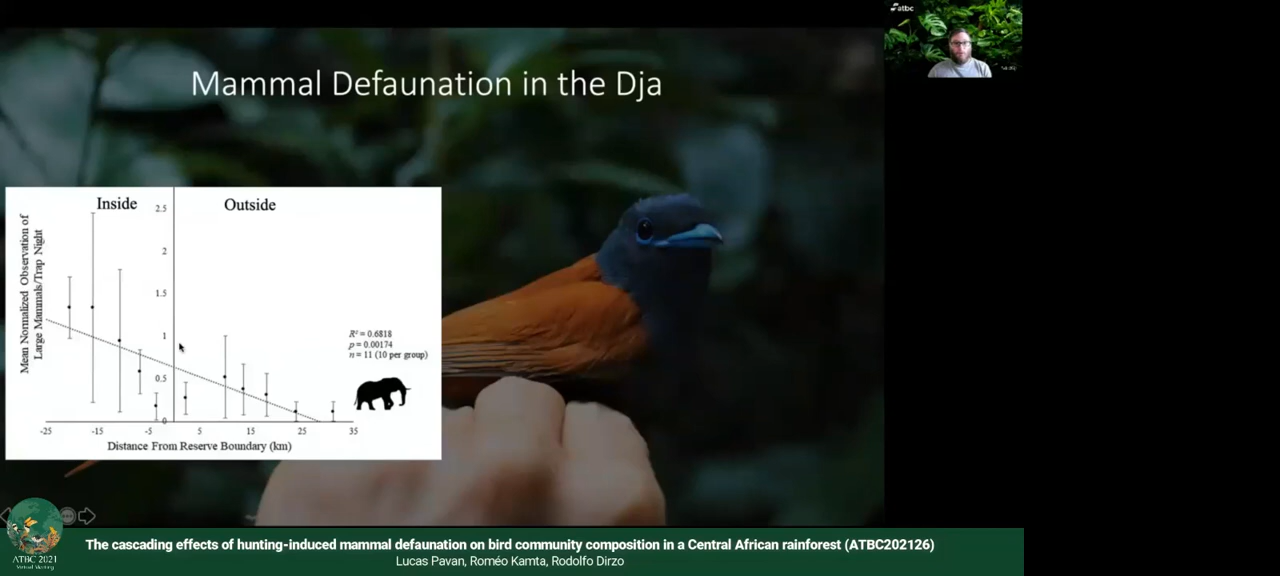 atbc
Mammal Defaunation in the Dja
Inside
Outside
Mean Normalized Observation of
Large Mammals/Trap Night
2.5
2
1.5
1
0.5
0
R² = 0.6818
p = 0.00174
n = 11 (10 per group)
-25
-15
-5
5
15
25
35
Distance From Reserve Boundary (km)
ATBC 2021
Virtual Meeting
The cascading effects of hunting-induced mammal defaunation on bird community composition in a Central African rainforest (ATBC202126)
Lucas Pavan, Roméo Kamta, Rodolfo Dirzo